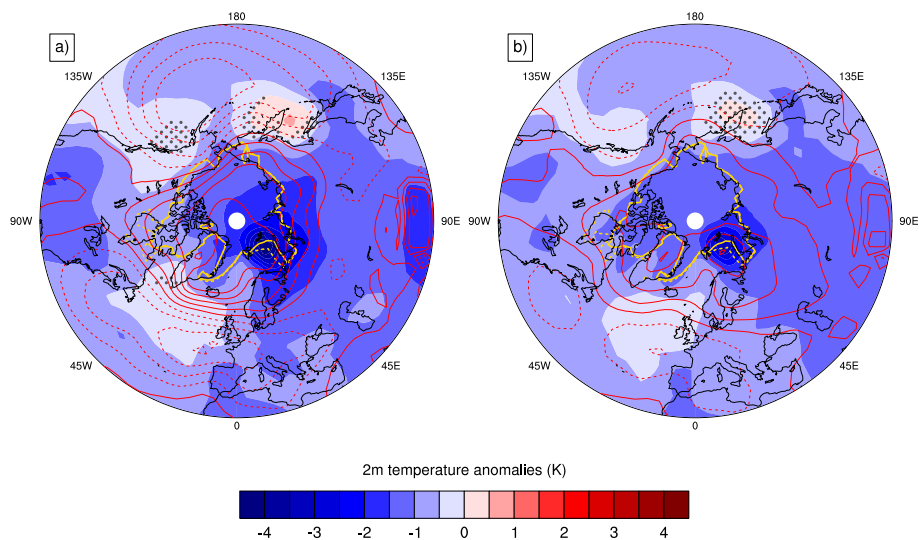 180 180
a) b)
135W 135E 135W 135E
90W 90E 90W 90E
45W 45E 45W 45E
0 0
2m temperature anomalies (K)
-4 -3 -2 -1 0 1 2 3 4